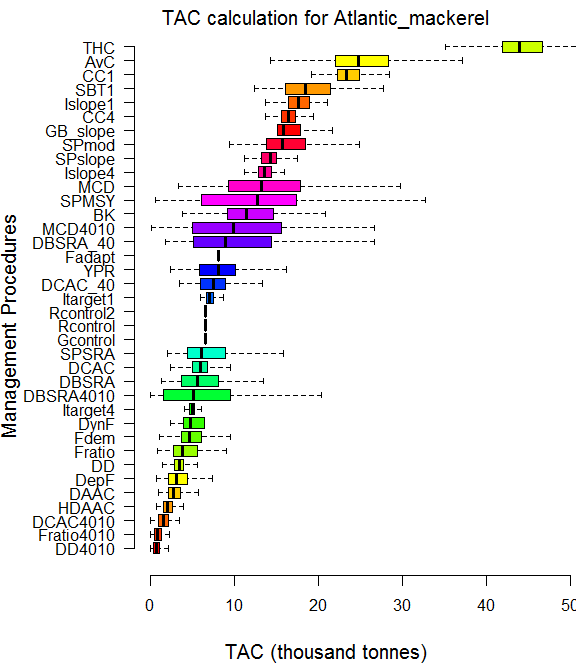 TAC calculation for Atlantic_mackerel
THC
AvC
CC1
SBT1
Islope1
CC4
GB_slope
SPmod
SPslope
Islope4
MCD
SPMSY
BK
MCD4010
DBSRA_40
Fadapt
YPR
DCAC_40
Itarget1
Rcontrol2
Rcontrol
Gcontrol
SPSRA
DCAC
DBSRA
DBSRA4010
Itarget4
DynF
Fdem
Fratio
DD
DepF
DAAC
HDAAC
DCAC4010
Fratio4010
DD4010
Management Procedures
0 10 20 30 40 50
TAC (thousand tonnes)